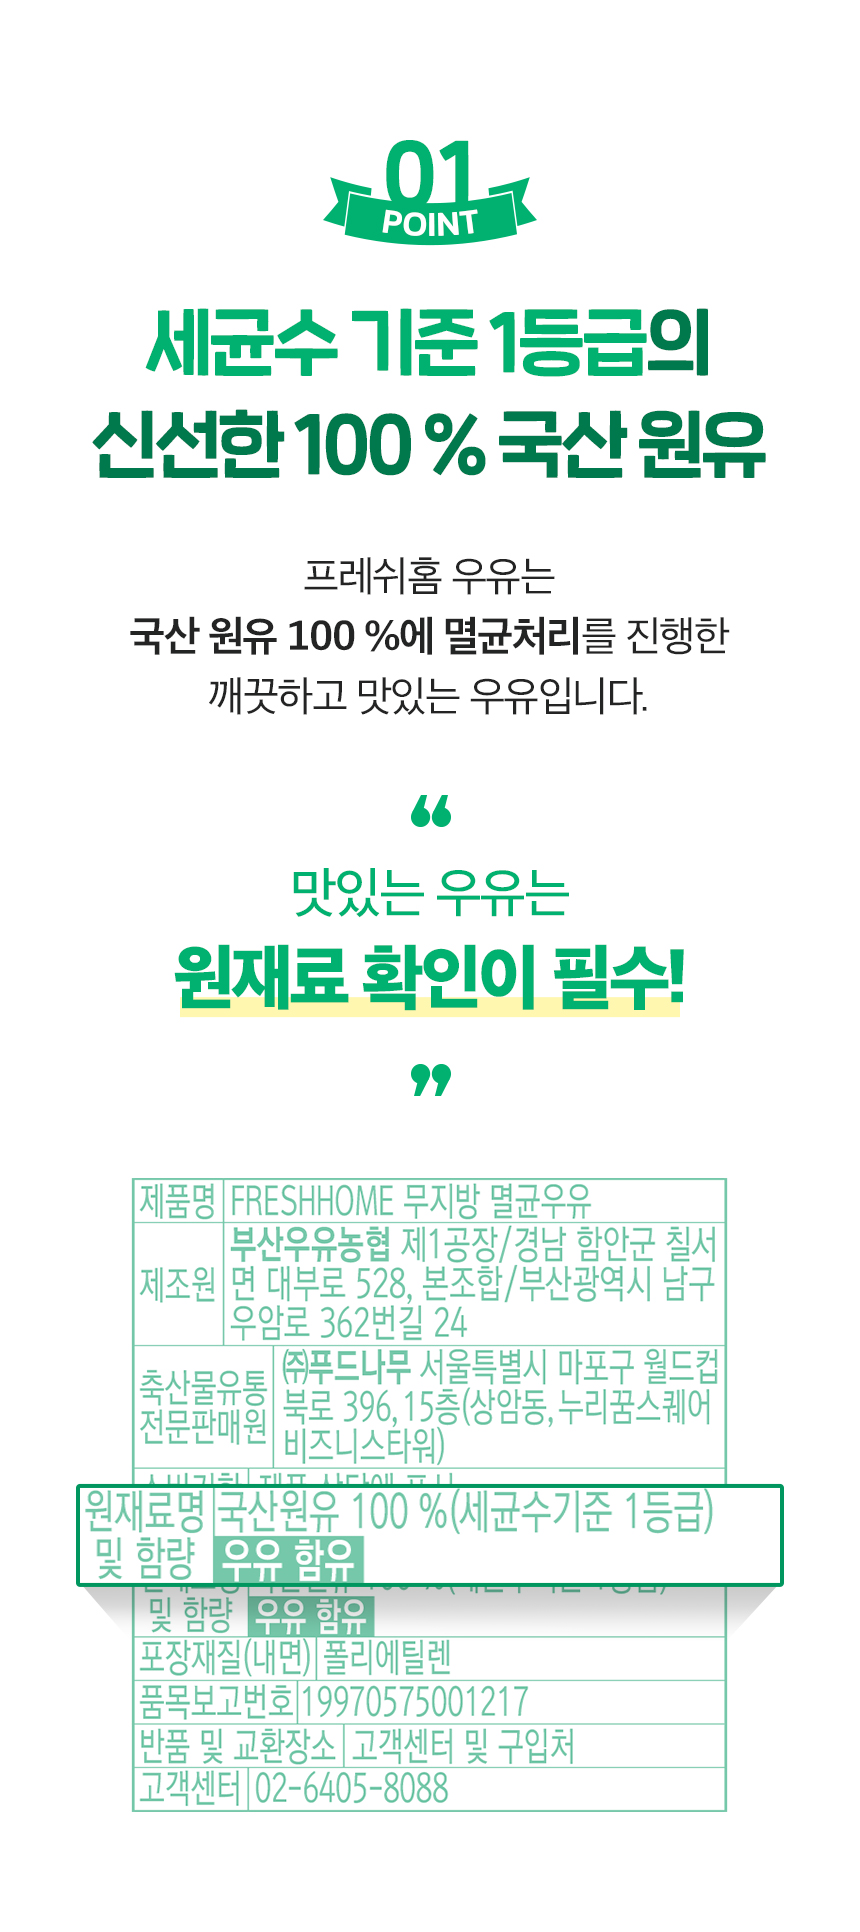 01
POINT
세균수 기준 1등급의
신선한 100 % 국산 원유
프레쉬홈 우유는
국산 원유 100 %에 멸균처리를 진행한
깨끗하고 맛있는 우유입니다.
“
맛있는 우유는
원재료 확인이 필수!
”
제품명 FRESHHOME 무지방 멸균우유
제조원 부산우유농협 제1공장/경남 함안군 칠서
면 대부로 528, 본조합/부산광역시 남구
우암로 362번길 24
축산물유통 전문판매원 ㈜푸드나무 서울특별시 마포구 월드컵
북로 396, 15층(상암동, 누리꿈스퀘어
비즈니스타워)
원재료명 국산원유 100 %(세균수기준 1등급)
및 함량 우유 함유
및 함량 우유 함유
포장재질(내면) 폴리에틸렌
품목보고번호 19970575001217
반품 및 교환장소 고객센터 및 구입처
고객센터 02-6405-8088